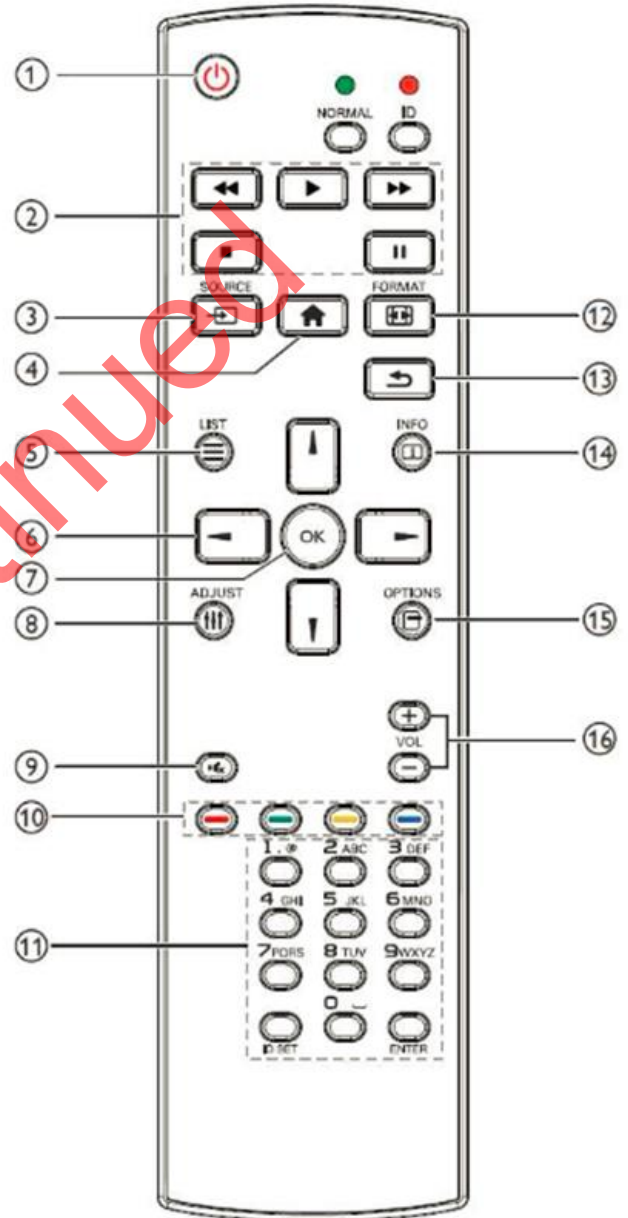 ①
NORMAL ID
②
SOURCE FORMAT
③ ⑫
④
⑬
LIST INFO
⑤ ⑭
⑥ OK
⑦
ADJUST OPTIONS
⑧ ⑮
VOL ⑯
⑨
⑩
1 . @ 2 ABC 3 DEF
4 GHI 5 JKL 6 MNO
⑪ 7 PQRS 8 TUV 9 WXYZ
0
ID SET ENTER
nued